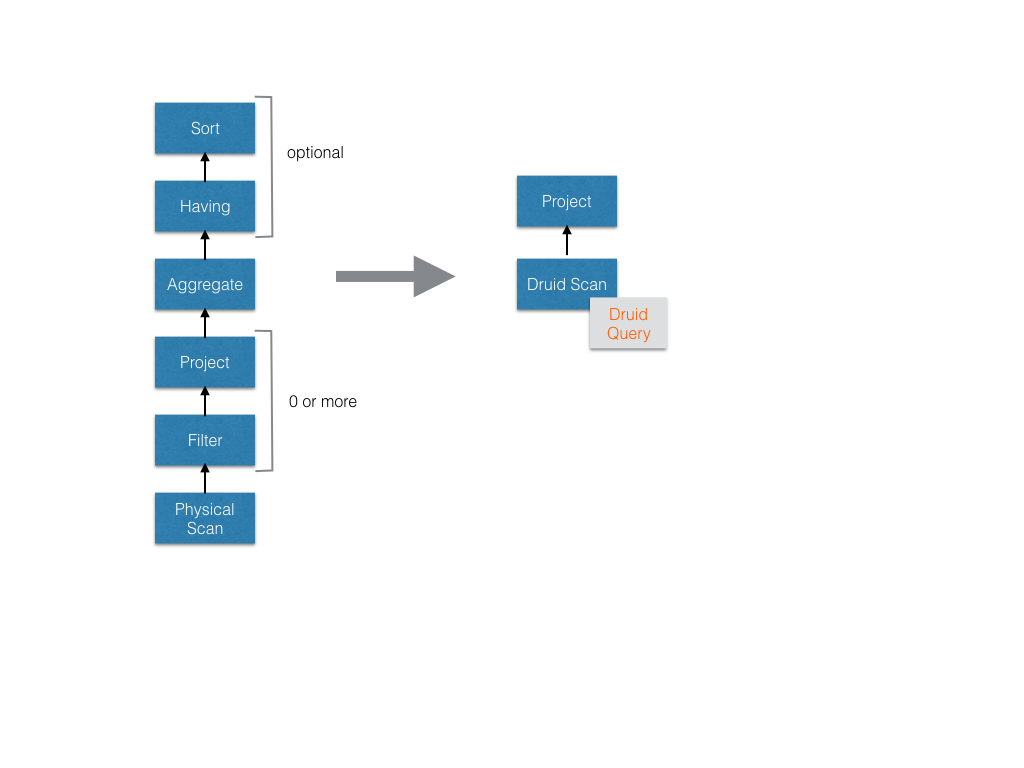 Sort
optional
Having
Aggregate
Project
0 or more
Filter
Physical
Scan
Project
Druid Scan
Druid
Query